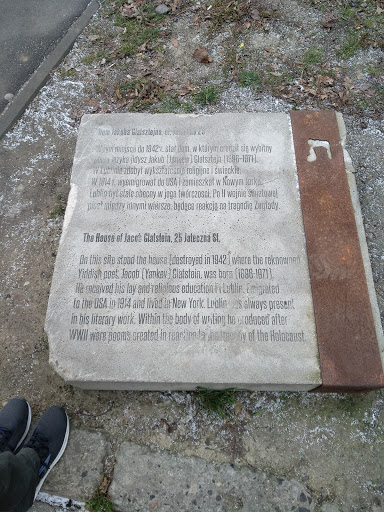 Dom Jakuba Glatsztejna, ul. Jateczna 25
W tym miejscu do 1942 r. stał dom, w którym urodził się wybitny
poeta języka jidysz Jakub [Jankew] Glatsztejn [1896-1971].
W Lublinie zdobył wykształcenie religijne i świeckie.
W 1914 r. wyemigrował do USA i zamieszkał w Nowym Jorku.
Lublin był stale obecny w jego twórczości. Po II wojnie światowej
pisał między innymi wiersze, będące reakcją na tragedię Zagłady.
The House of Jacob Glatstein, 25 Jateczna St.
On this site stood the house [destroyed in 1942] where the renowned
Yiddish poet, Jacob [Yankev] Glatstein, was born [1896-1971].
He received his lay and religious education in Lublin. Emigrated
to the USA in 1914 and lived in New York. Lublin was always present
in his literary work. Within the body of writing he produced after
WWII were poems created in reaction to the tragedy of the Holocaust.